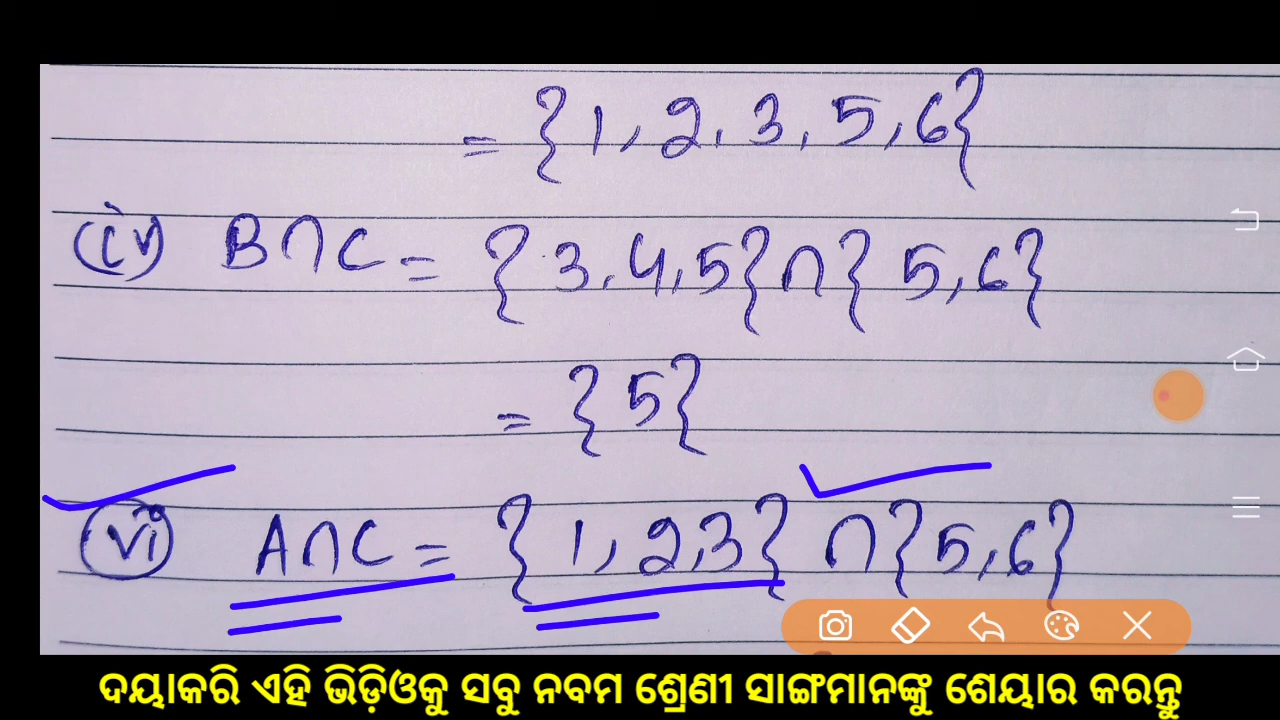 = {1, 2, 3, 5, 6}
(iv) B∩C = {3, 4, 5} ∩ {5, 6}
= {5}
(vi) A∩C = {1, 2, 3} ∩ {5, 6}
ଦୟାକରି ଏହି ଭିଡ଼ିଓକୁ ସବୁ ନବମ ଶ୍ରେଣୀ ସାଙ୍ଗମାନଙ୍କୁ ଶେୟାର କରନ୍ତୁ